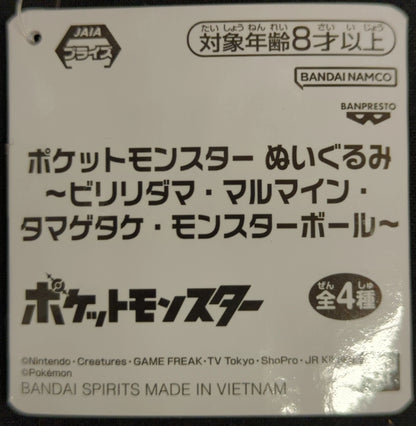 JAIA
プライズ
たいしょうねんれい さいいじょう
対象年齢8才以上
BANDAI NAMCO
BANPRESTO
ポケットモンスター ぬいぐるみ
～ビリリダマ・マルマイン・
タマゲタケ・モンスターボール～
ポケットモンスター
ぜん しゅ
全4種
©Nintendo・Creatures・GAME FREAK・TV Tokyo・ShoPro・JR
©Pokémon
BANDAI SPIRITS MADE IN VIETNAM